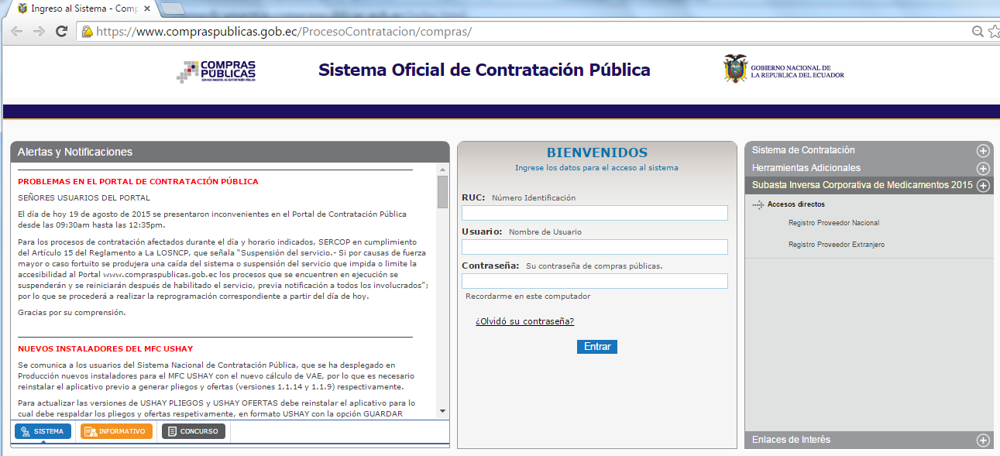 Ingreso al Sistema - Comp
https://www.compraspublicas.gob.ec/ProcesoContratacion/compras/
COMPRAS
PÚBLICAS
Sistema Oficial de Contratación Pública
GOBIERNO NACIONAL DE
LA REPUBLICA DEL ECUADOR
Alertas y Notificaciones
PROBLEMAS EN EL PORTAL DE CONTRATACIÓN PÚBLICA
SEÑORES USUARIOS DEL PORTAL
El día de hoy 19 de agosto de 2015 se presentaron inconvenientes en el Portal de Contratación Pública
desde las 09:30am hasta las 12:35pm.
Para los procesos de contratación afectados durante el día y horario indicados, SERCOP en cumplimiento
del Artículo 15 del Reglamento a La LOSNCP, que señala “Suspensión del servicio.- Si por causas de fuerza
mayor o caso fortuito se produjera una caída del sistema o suspensión del servicio que impida o limite la
accesibilidad al Portal www.compraspublicas.gob.ec los procesos que se encuentren en ejecución se
suspenderán y se reiniciarán después de habilitado el servicio, previa notificación a todos los involucrados”;
por lo que se procederá a realizar la reprogramación correspondiente a partir del día de hoy.
Gracias por su comprensión.
NUEVOS INSTALADORES DEL MFC USHAY
Se comunica a los usuarios del Sistema Nacional de Contratación Pública, que se ha desplegado en
Producción nuevos instaladores para el MFC USHAY con el nuevo cálculo de VAE, por lo que es necesario
reinstalar el aplicativo previo a generar pliegos y ofertas (versiones 1.1.14 y 1.1.9) respectivamente.
Para actualizar las versiones de USHAY PLIEGOS y USHAY OFERTAS debe reinstalar el aplicativo para lo
cual debe respaldar los pliegos y ofertas respetivamente, en formato USHAY con la opción GUARDAR
SISTEMA
INFORMATIVO
CONCURSO
BIENVENIDOS
Ingrese los datos para el acceso al sistema
RUC: Número Identificación
Usuario: Nombre de Usuario
Contraseña: Su contraseña de compras públicas.
Recordarme en este computador
¿Olvidó su contraseña?
Entrar
Sistema de Contratación
Herramientas Adicionales
Subasta Inversa Corporativa de Medicamentos 2015
Accesos directos
Registro Proveedor Nacional
Registro Proveedor Extranjero
Enlaces de Interés